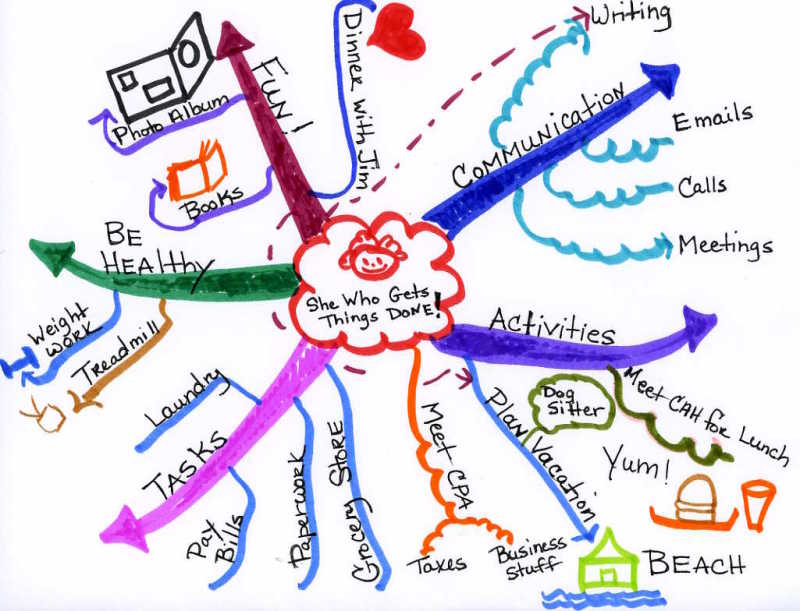 Writing
Dinner with Jim
FUN!
Photo Album
Books
COMMUNICATION
Emails
Calls
Meetings
BE
HEALTHY
Weight
WORK
Treadmill
She Who Gets
Things DONE!
Activities
Meet CAH for Lunch
Yum!
Dog
Sitter
Plan Vacation
BEACH
Meet CPA
Taxes
Business
Stuff
TASKS
Laundry
Pay
Bills
Paperwork
Grocery STORE